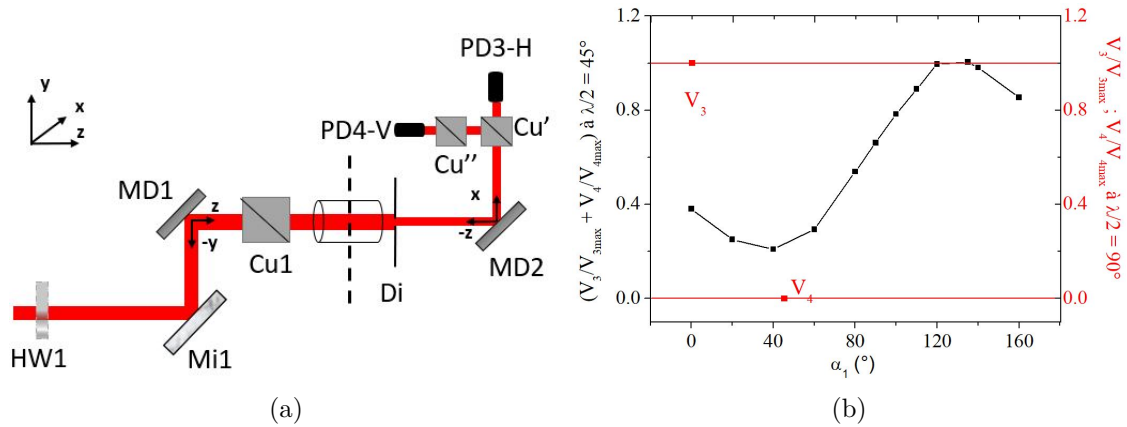 PD3-H
y
x
z
PD4-V
Cu'
Cu''
MD1
z
-y
x
-z
Cu1
Di
MD2
HW1
Mi1
(a)
(V3/V3max + V4/V4max) à λ/2 = 45°
1.2
0.8
0.4
0.0
V3
V4
0
40
80
120
160
α1 (°)
1.2
0.8
0.4
0.0
V3/V3max ; V4/V4max à λ/2 = 90°
(b)